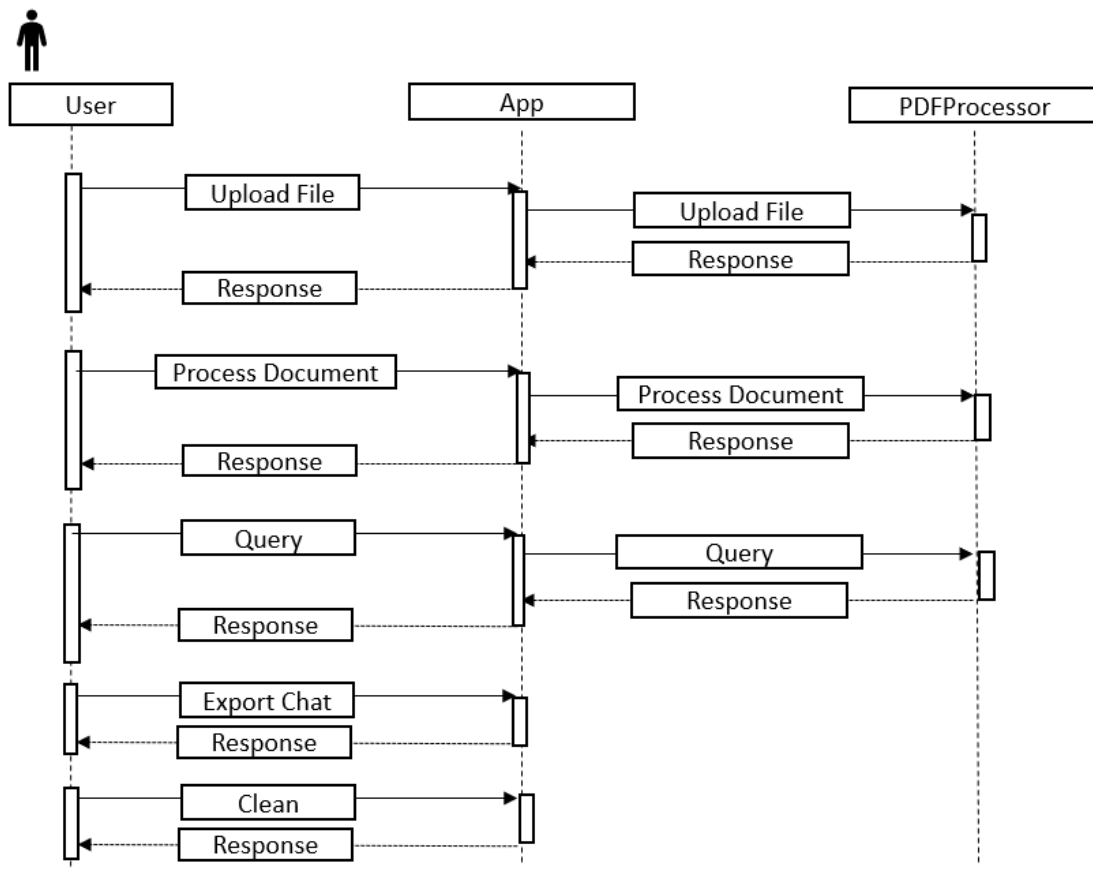 User
App
PDFProcessor
Upload File
Upload File
Response
Response
Process Document
Process Document
Response
Response
Query
Query
Response
Response
Export Chat
Response
Clean
Response